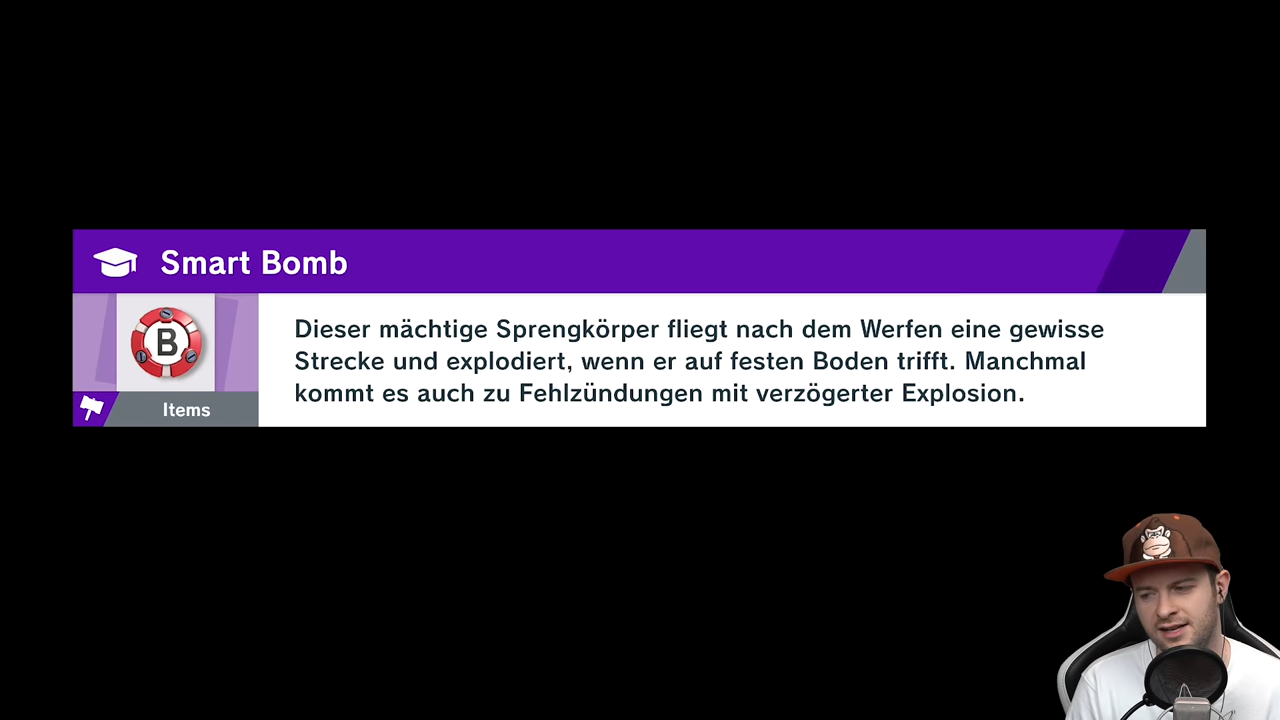 Smart Bomb
B
Items
Dieser mächtige Sprengkörper fliegt nach dem Werfen eine gewisse
Strecke und explodiert, wenn er auf festen Boden trifft. Manchmal
kommt es auch zu Fehlzündungen mit verzögerter Explosion.